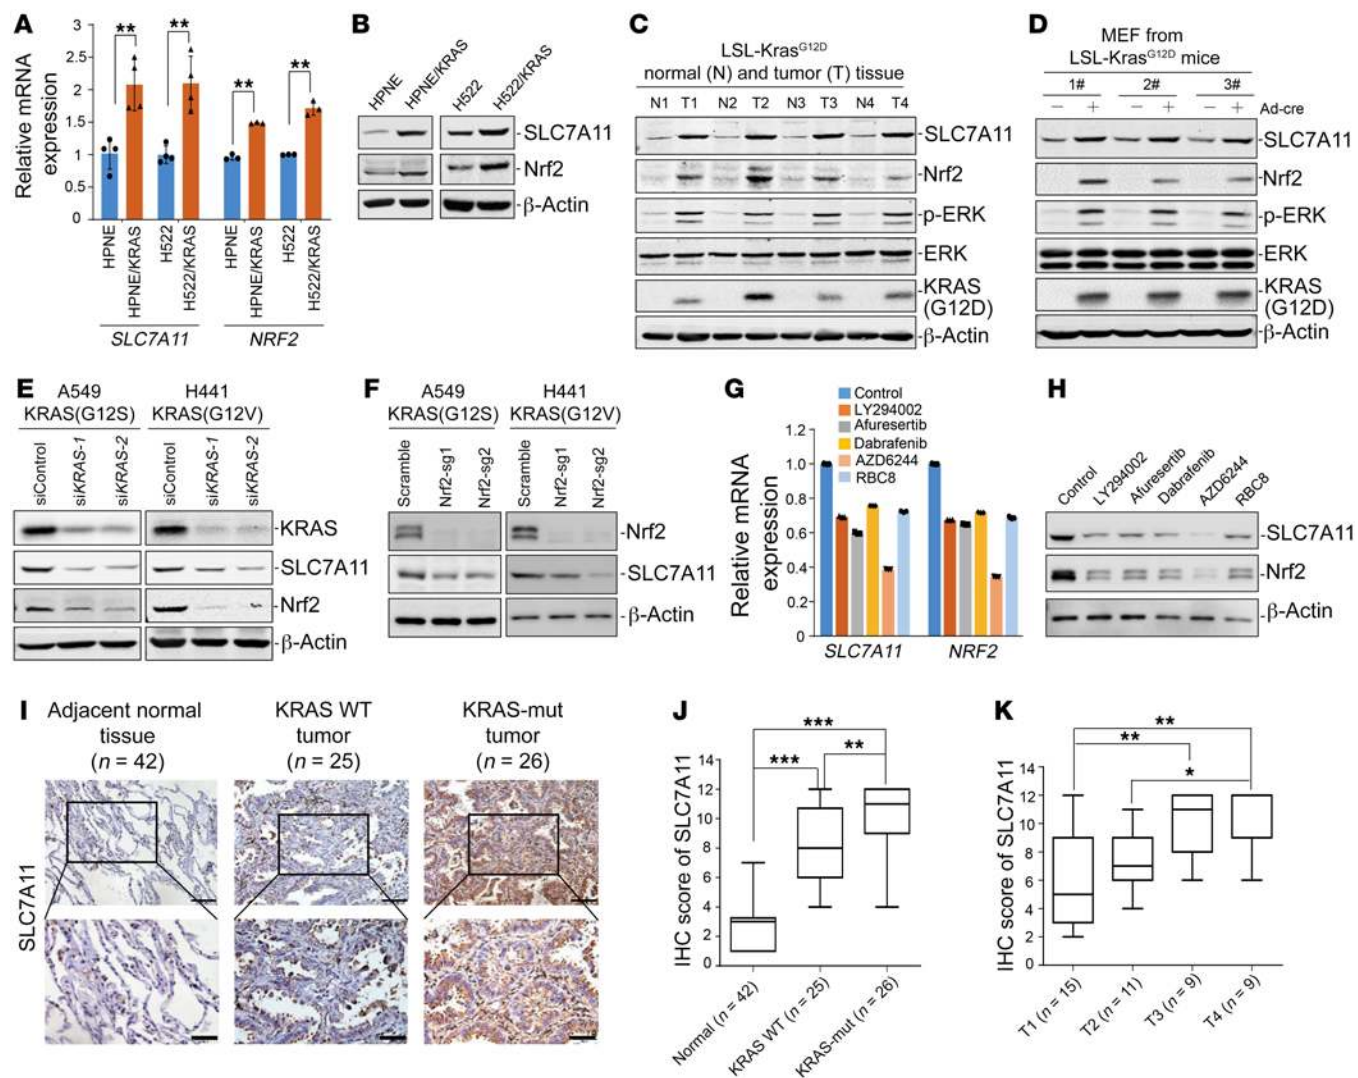 A
Relative mRNA
expression
3
2.5
2
1.5
1
0.5
0
**
**
**
**
HPNE
HPNE/KRAS
H522
H522/KRAS
HPNE
HPNE/KRAS
H522
H522/KRAS
SLC7A11
NRF2
B
HPNE
HPNE/KRAS
H522
H522/KRAS
-SLC7A11
-Nrf2
-β-Actin
C
LSL-KrasG12D
normal (N) and tumor (T) tissue
N1 T1 N2 T2 N3 T3 N4 T4
-SLC7A11
-Nrf2
-p-ERK
-ERK
-KRAS
(G12D)
-β-Actin
D
MEF from
LSL-KrasG12D mice
1# 2# 3#
− + − + − + Ad-cre
-SLC7A11
-Nrf2
-p-ERK
-ERK
-KRAS
(G12D)
-β-Actin
E
A549
KRAS(G12S)
H441
KRAS(G12V)
siControl
siKRAS-1
siKRAS-2
siControl
siKRAS-1
siKRAS-2
-KRAS
-SLC7A11
-Nrf2
-β-Actin
F
A549
KRAS(G12S)
H441
KRAS(G12V)
Scramble
Nrf2-sg1
Nrf2-sg2
Scramble
Nrf2-sg1
Nrf2-sg2
-Nrf2
-SLC7A11
-β-Actin
G
Control
LY294002
Afuresertib
Dabrafenib
AZD6244
RBC8
Relative mRNA
expression
1.2
1.0
0.8
0.6
0.4
0.2
0
SLC7A11
NRF2
H
Control
LY294002
Afuresertib
Dabrafenib
AZD6244
RBC8
-SLC7A11
-Nrf2
-β-Actin
I
Adjacent normal
tissue
(n = 42)
KRAS WT
tumor
(n = 25)
KRAS-mut
tumor
(n = 26)
SLC7A11
J
IHC score of SLC7A11
14
12
10
8
6
4
2
0
***
***
**
Normal (n = 42)
KRAS WT (n = 25)
KRAS-mut (n = 26)
K
IHC score of SLC7A11
14
12
10
8
6
4
2
0
**
**
*
T1 (n = 15)
T2 (n = 11)
T3 (n = 9)
T4 (n = 9)